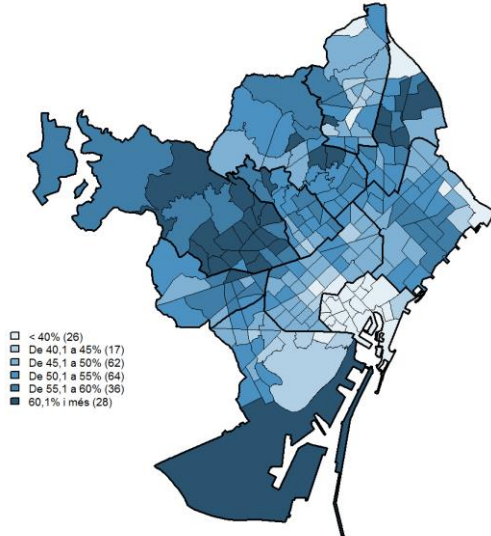 < 40% (26)
De 40,1 a 45% (17)
De 45,1 a 50% (62)
De 50,1 a 55% (64)
De 55,1 a 60% (36)
60,1% i més (28)